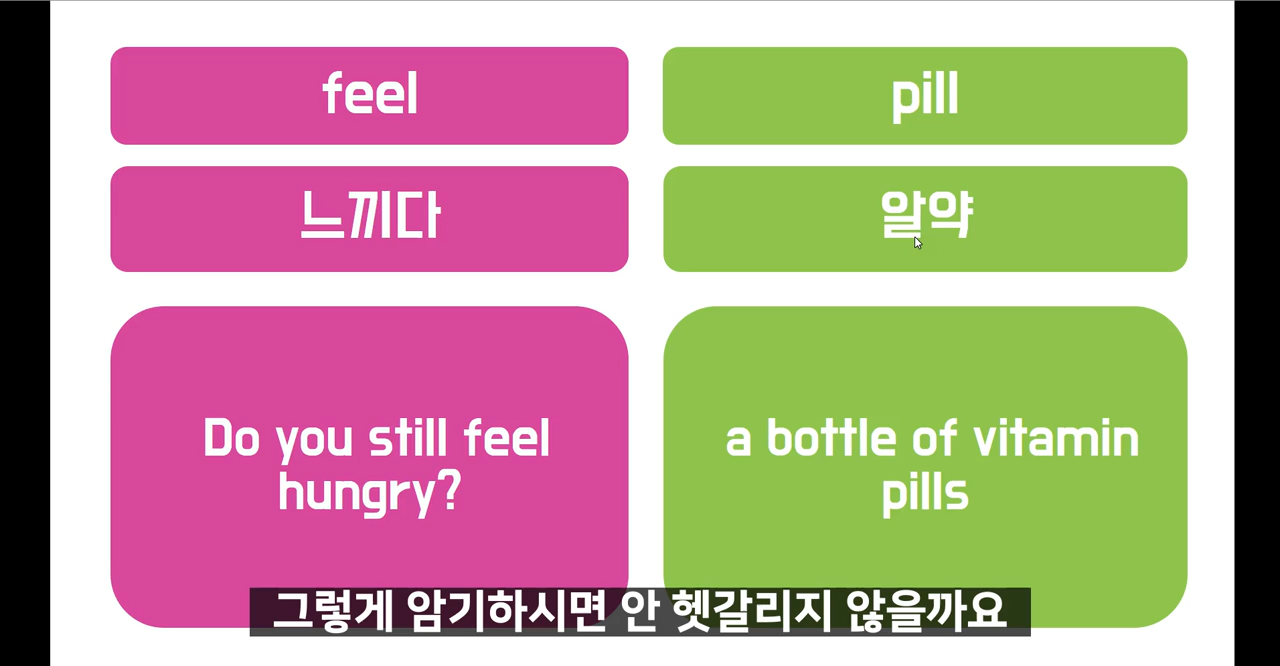 feel
pill
느끼다
알약
Do you still feel
hungry?
a bottle of vitamin
pills
그렇게 암기하시면 안 헷갈리지 않을까요